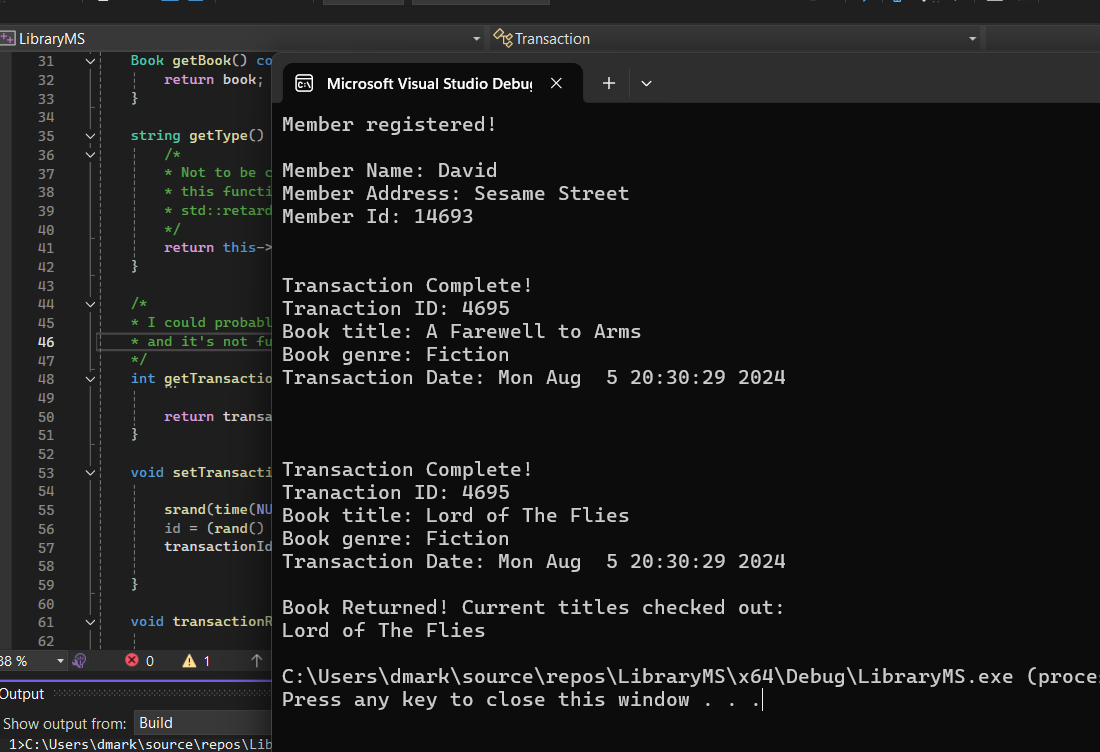 LibraryMS
Transaction
31 Book getBook() co
32 return book;
33 }
34
35 string getType()
36 /*
37 * Not to be c
38 * this functi
39 * std::retard
40 */
41 return this->
42 }
43
44 /*
45 * I could probabl
46 * and it's not fu
47 */
48 int getTransactio
49
50 return transa
51 }
52
53 void setTransacti
54
55 srand(time(NU
56 id = (rand()
57 transactionId
58
59 }
60
61 void transactionR
62
88 %
0
1
Output
Show output from: Build
1>C:\Users\dmark\source\repos\Lib
Microsoft Visual Studio Debug
Member registered!
Member Name: David
Member Address: Sesame Street
Member Id: 14693
Transaction Complete!
Tranaction ID: 4695
Book title: A Farewell to Arms
Book genre: Fiction
Transaction Date: Mon Aug  5 20:30:29 2024
Transaction Complete!
Tranaction ID: 4695
Book title: Lord of The Flies
Book genre: Fiction
Transaction Date: Mon Aug  5 20:30:29 2024
Book Returned! Current titles checked out:
Lord of The Flies
C:\Users\dmark\source\repos\LibraryMS\x64\Debug\LibraryMS.exe (proces
Press any key to close this window . . .